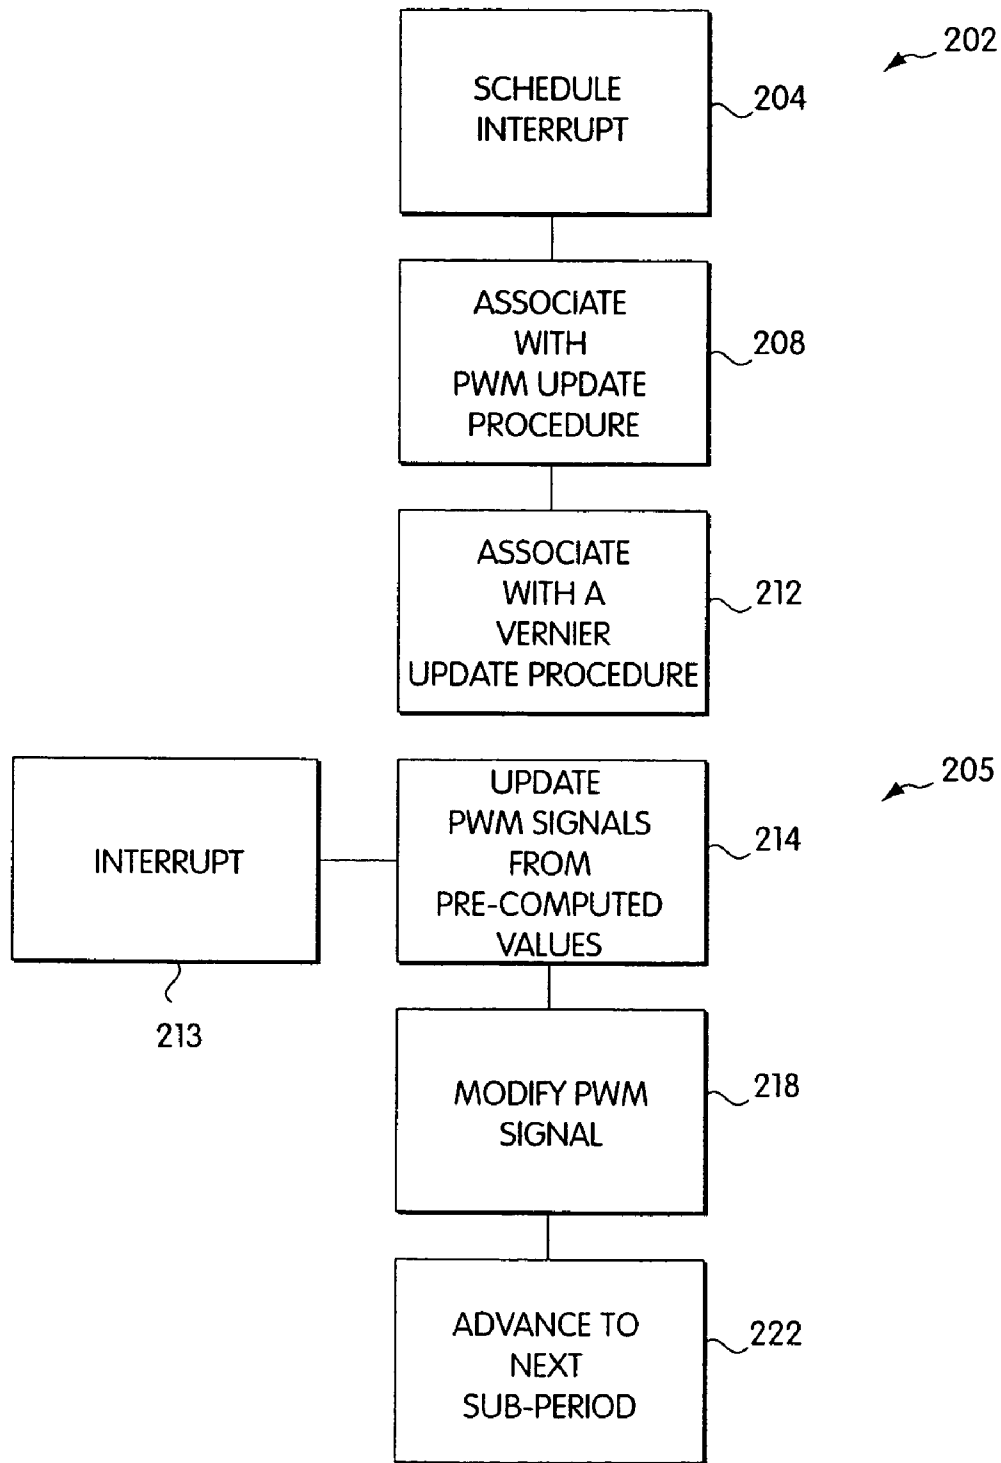 202
SCHEDULE
INTERRUPT
204
ASSOCIATE
WITH
PWM UPDATE
PROCEDURE
208
ASSOCIATE
WITH A
VERNIER
UPDATE PROCEDURE
212
205
INTERRUPT
213
UPDATE
PWM SIGNALS
FROM
PRE-COMPUTED
VALUES
214
MODIFY PWM
SIGNAL
218
ADVANCE TO
NEXT
SUB-PERIOD
222